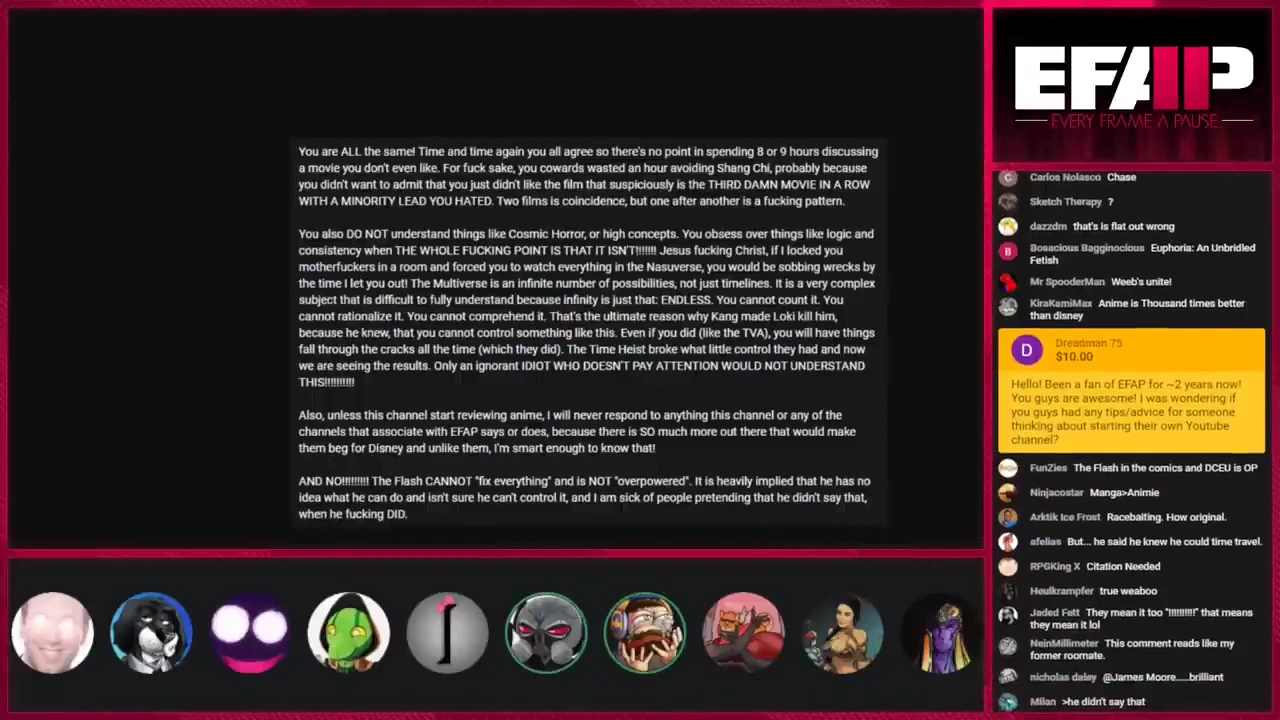 You are ALL the same! Time and time again you all agree so there's no point in spending 8 or 9 hours discussing
a movie you don't even like. For fuck sake, you cowards wasted an hour avoiding Shang Chi, probably because
you didn't want to admit that you just didn't like the film that suspiciously is the THIRD DAMN MOVIE IN A ROW
WITH A MINORITY LEAD YOU HATED. Two films is coincidence, but one after another is a fucking pattern.
You also DO NOT understand things like Cosmic Horror, or high concepts. You obsess over things like logic and
consistency when THE WHOLE FUCKING POINT IS THAT IT ISN'T!!!!!!! Jesus fucking Christ, if I locked you
motherfuckers in a room and forced you to watch everything in the Nasuverse, you would be sobbing wrecks by
the time I let you out! The Multiverse is an infinite number of possibilities, not just timelines. It is a very complex
subject that is difficult to fully understand because infinity is just that: ENDLESS. You cannot count it. You
cannot rationalize it. You cannot comprehend it. That's the ultimate reason why Kang made Loki kill him,
because he knew, that you cannot control something like this. Even if you did (like the TVA), you will have things
fall through the cracks all the time (which they did). The Time Heist broke what little control they had and now
we are seeing the results. Only an ignorant IDIOT WHO DOESN'T PAY ATTENTION WOULD NOT UNDERSTAND
THIS!!!!!!!!!!
Also, unless this channel start reviewing anime, I will never respond to anything this channel or any of the
channels that associate with EFAP says or does, because there is SO much more out there that would make
them beg for Disney and unlike them, I'm smart enough to know that!
AND NO!!!!!!!!! The Flash CANNOT "fix everything" and is NOT "overpowered". It is heavily implied that he has no
idea what he can do and isn't sure he can't control it, and I am sick of people pretending that he didn't say that,
when he fucking DID.
EFAP
EVERY FRAME A PAUSE
C Carlos Nolasco Chase
Sketch Therapy ?
dazzdm that's flat out wrong
B Bosacious Bagginocious Euphoria: An Unbridled
Fetish
Mr SpooderMan Weeb's unite!
KiraKamiMax Anime is Thousand times better
than disney
D Dreadman 75
$10.00
Hello! Been a fan of EFAP for ~2 years now!
You guys are awesome! I was wondering if
you guys had any tips/advice for someone
thinking about starting their own Youtube
channel?
FunZies The Flash in the comics and DCEU is OP
Ninjacostar Manga>Animie
Arktik Ice Frost Racebaiting. How original.
afelias But... he said he knew he could time travel.
RPGKing X Citation Needed
Heulkrampfer true weaboo
Jaded Fett They mean it too "!!!!!!!!!!" that means
they mean it lol
NeinMillimeter This comment reads like my
former roomate.
nicholas daley @James Moore.....brilliant
Milan >he didn't say that